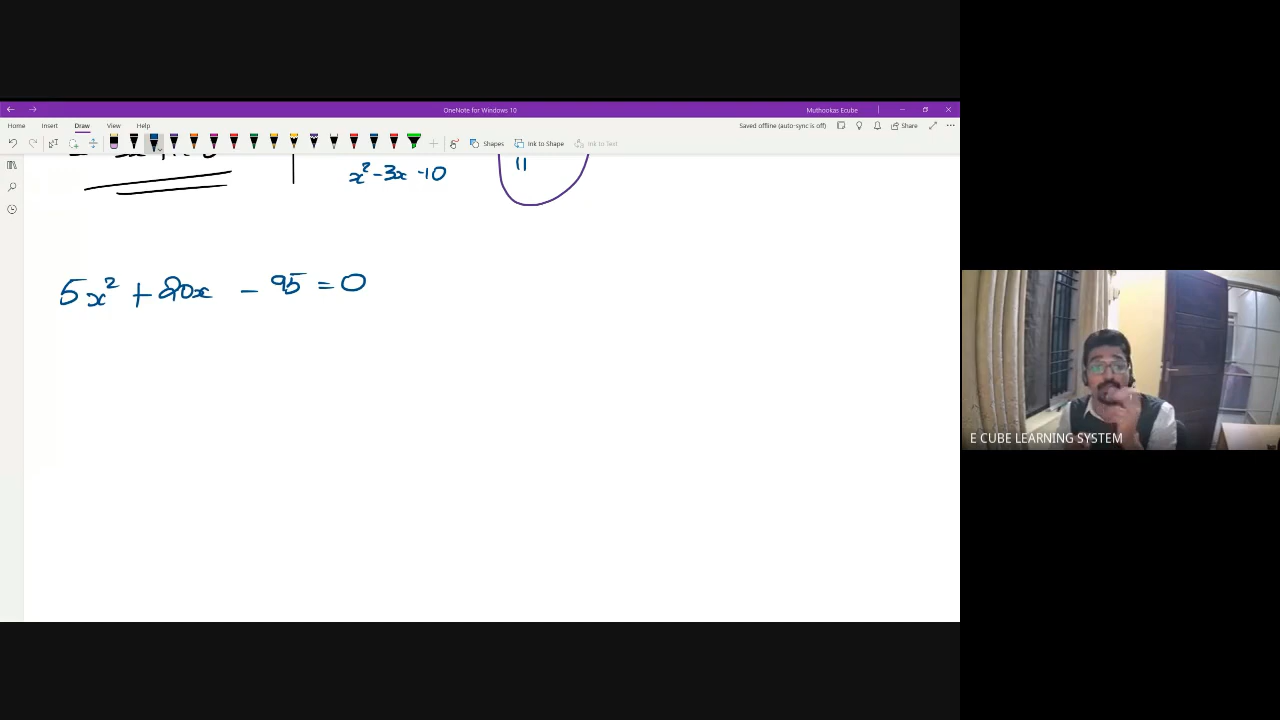 OneNote for Windows 10
Muthookas Ecube
Home Insert Draw View Help
Saved offline (auto-sync is off)
Share
Shapes
Ink to Shape
Ink to Text
x² - 3x - 10
11
5x² + 20x - 95 = 0
E CUBE LEARNING SYSTEM